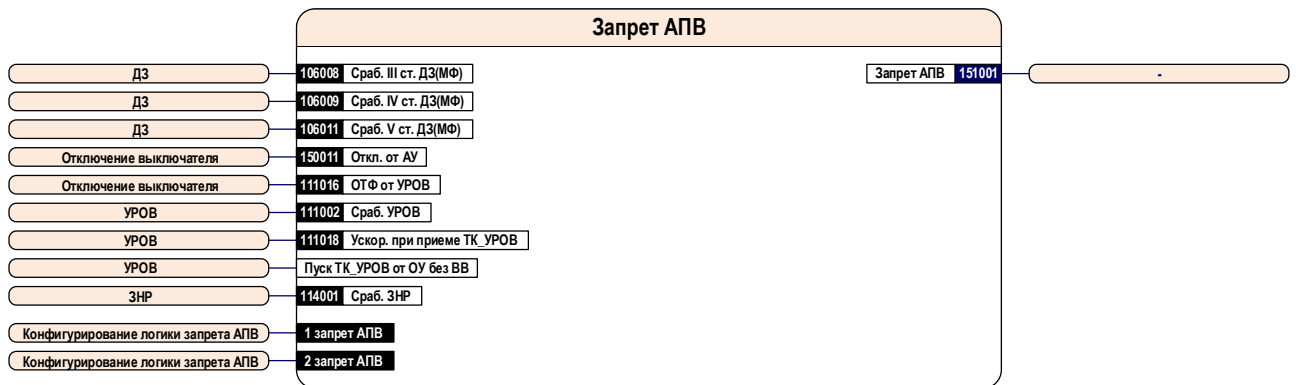 Запрет АПВ
ДЗ 106008 Сраб. III ст. ДЗ(МФ) Запрет АПВ 151001 -
ДЗ 106009 Сраб. IV ст. ДЗ(МФ)
ДЗ 106011 Сраб. V ст. ДЗ(МФ)
Отключение выключателя 150011 Откл. от АУ
Отключение выключателя 111016 ОТФ от УРОВ
УРОВ 111002 Сраб. УРОВ
УРОВ 111018 Ускор. при приеме ТК_УРОВ
УРОВ Пуск ТК_УРОВ от ОУ без ВВ
ЗНР 114001 Сраб. ЗНР
Конфигурирование логики запрета АПВ 1 запрет АПВ
Конфигурирование логики запрета АПВ 2 запрет АПВ